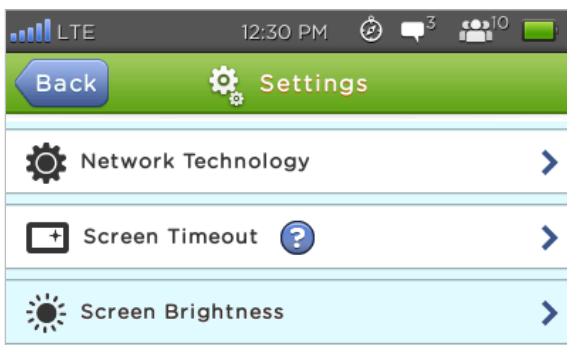 LTE 12:30 PM 3 10
Back Settings
Network Technology
Screen Timeout ?
Screen Brightness